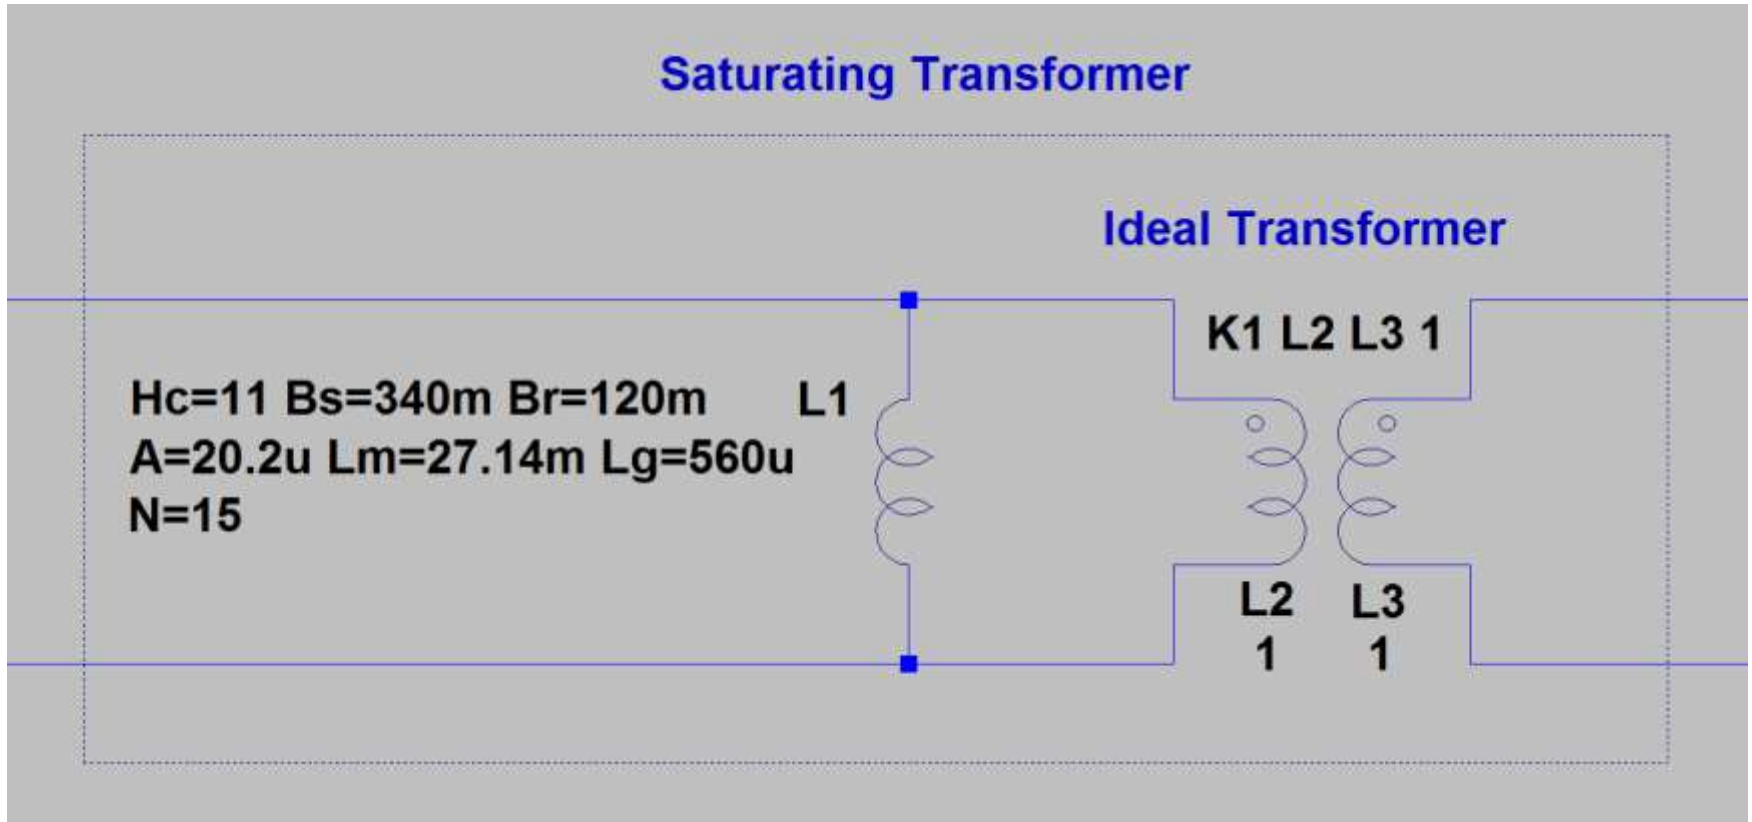 Saturating Transformer
Ideal Transformer
K1 L2 L3 1
Hc=11 Bs=340m Br=120m
L1
A=20.2u Lm=27.14m Lg=560u
N=15
L2
L3
1
1